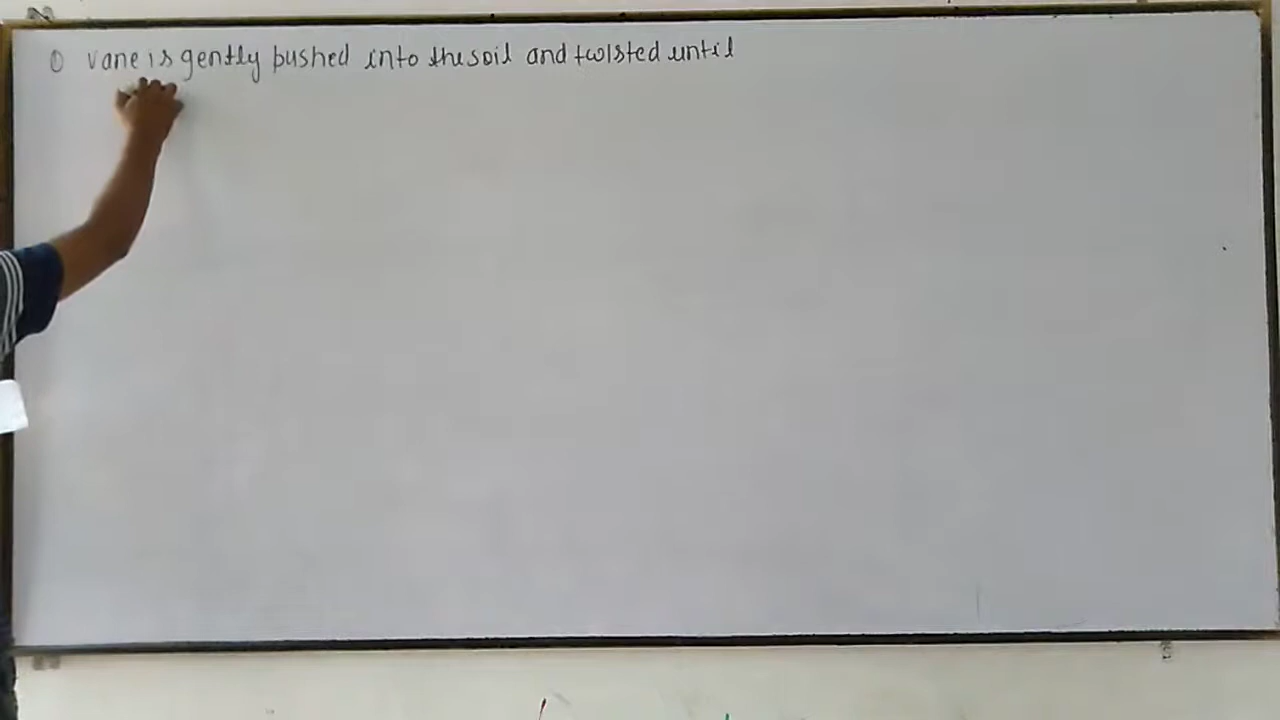 ① Vane is gently pushed into the soil and twisted until